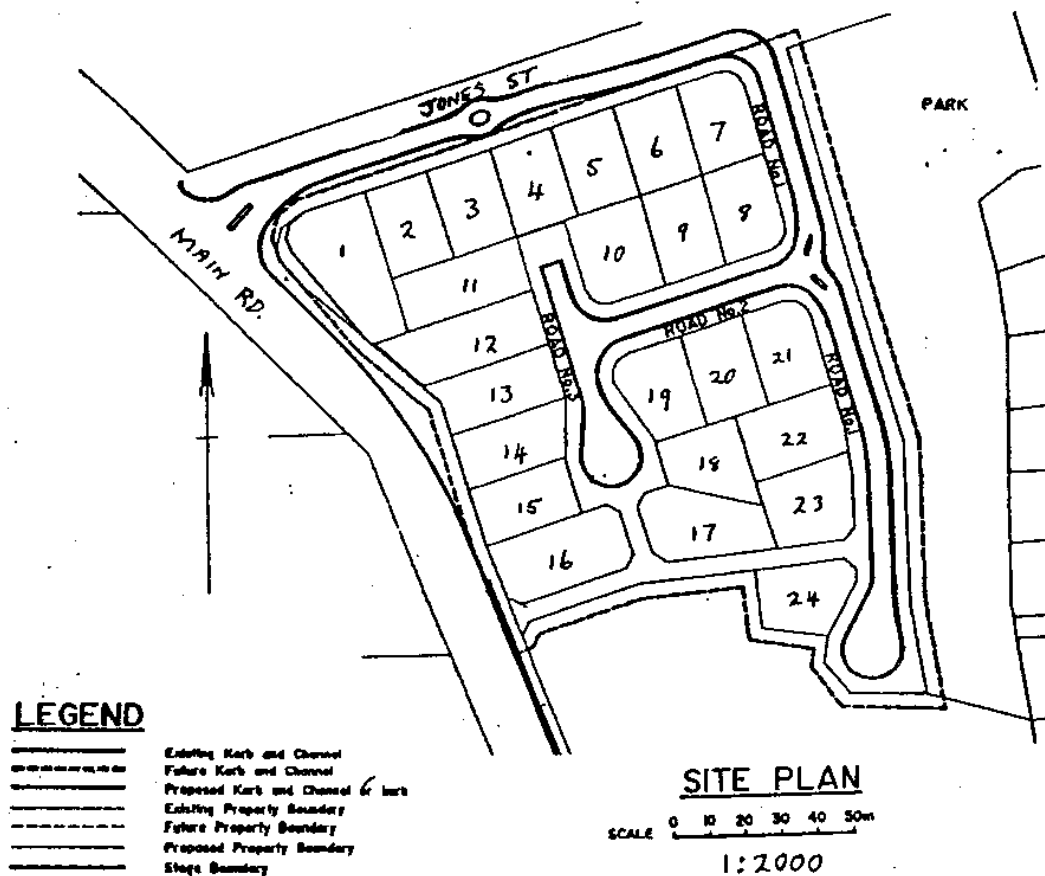 JONES ST
PARK
MAIN RD.
ROAD No.1
1
2
3
4
5
6
7
8
9
10
11
12
13
14
15
16
17
18
19
20
21
22
23
24
ROAD No.2
ROAD No.3
ROAD No.1
LEGEND
Existing Kerb and Channel
Future Kerb and Channel
Proposed Kerb and Channel
Existing Property Boundary
Future Property Boundary
Proposed Property Boundary
Stage Boundary
SITE PLAN
SCALE 0 10 20 30 40 50m
1:2000